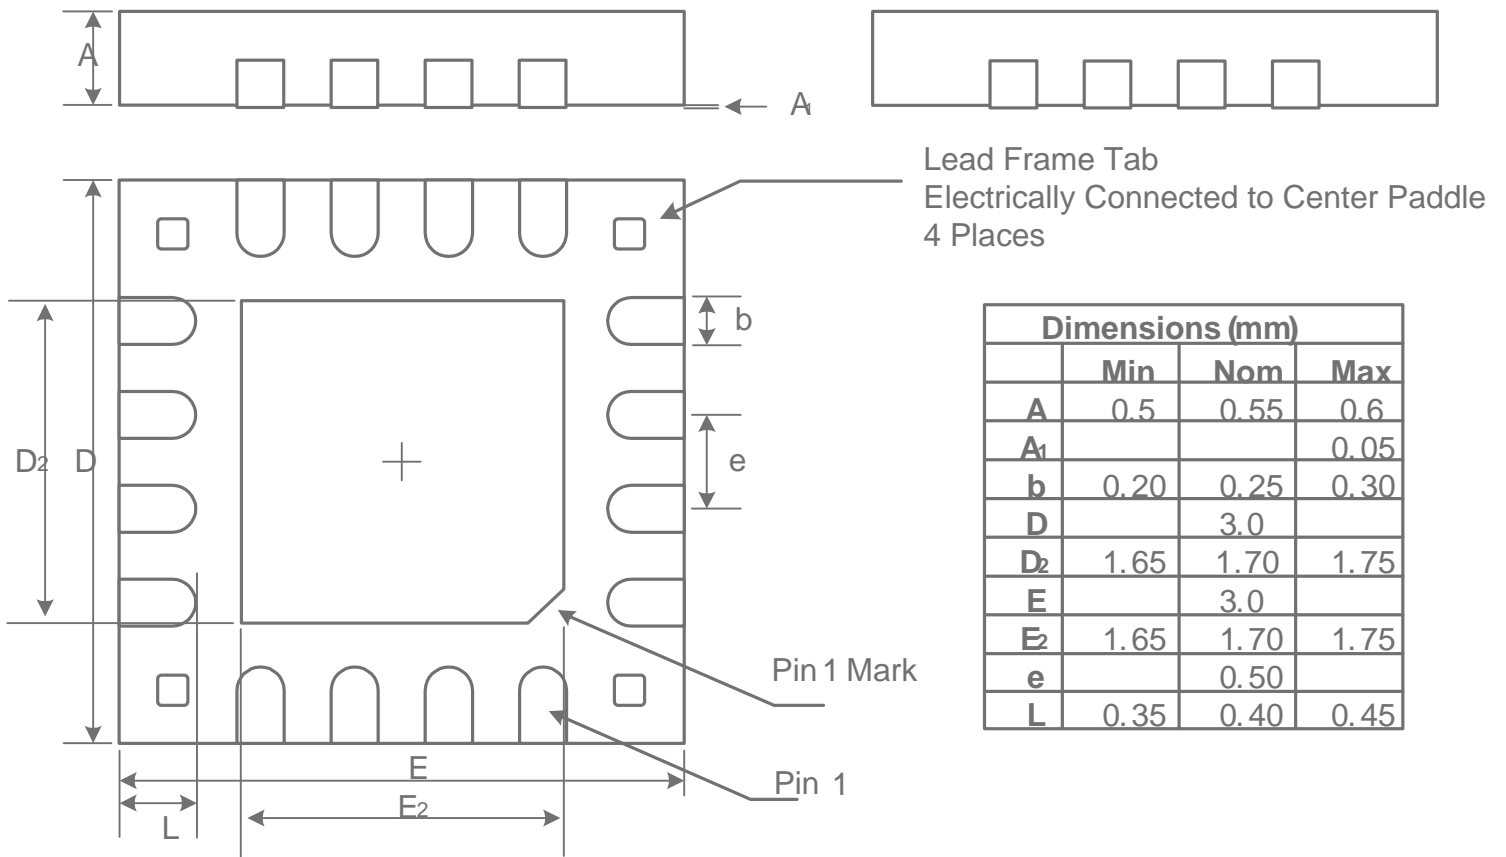 A
A1
Lead Frame Tab
Electrically Connected to Center Paddle
4 Places
b
D2 D
e
Pin 1 Mark
E
Pin 1
E2
L
Dimensions (mm)
Min Nom Max
A 0.5 0.55 0.6
A1 0.05
b 0.20 0.25 0.30
D 3.0
D2 1.65 1.70 1.75
E 3.0
E2 1.65 1.70 1.75
e 0.50
L 0.35 0.40 0.45